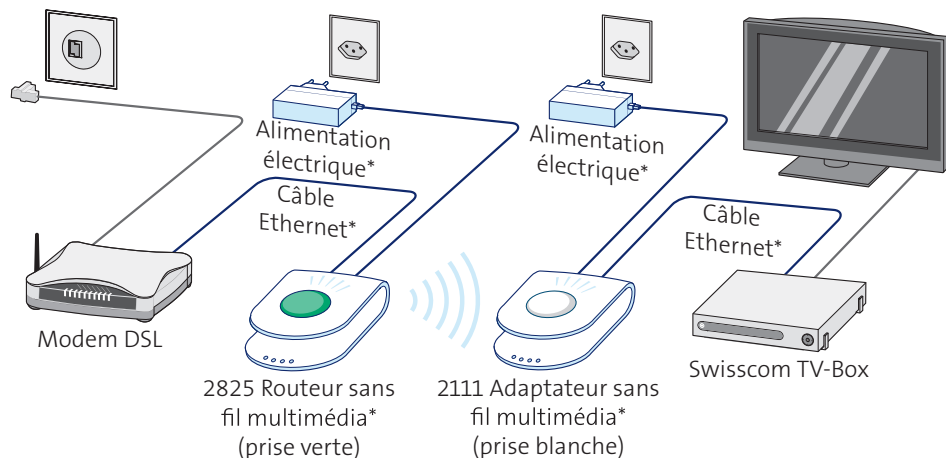 Alimentation
électrique*
Alimentation
électrique*
Câble
Ethernet*
Câble
Ethernet*
Modem DSL
2825 Routeur sans
fil multimédia*
(prise verte)
2111 Adaptateur sans
fil multimédia*
(prise blanche)
Swisscom TV-Box